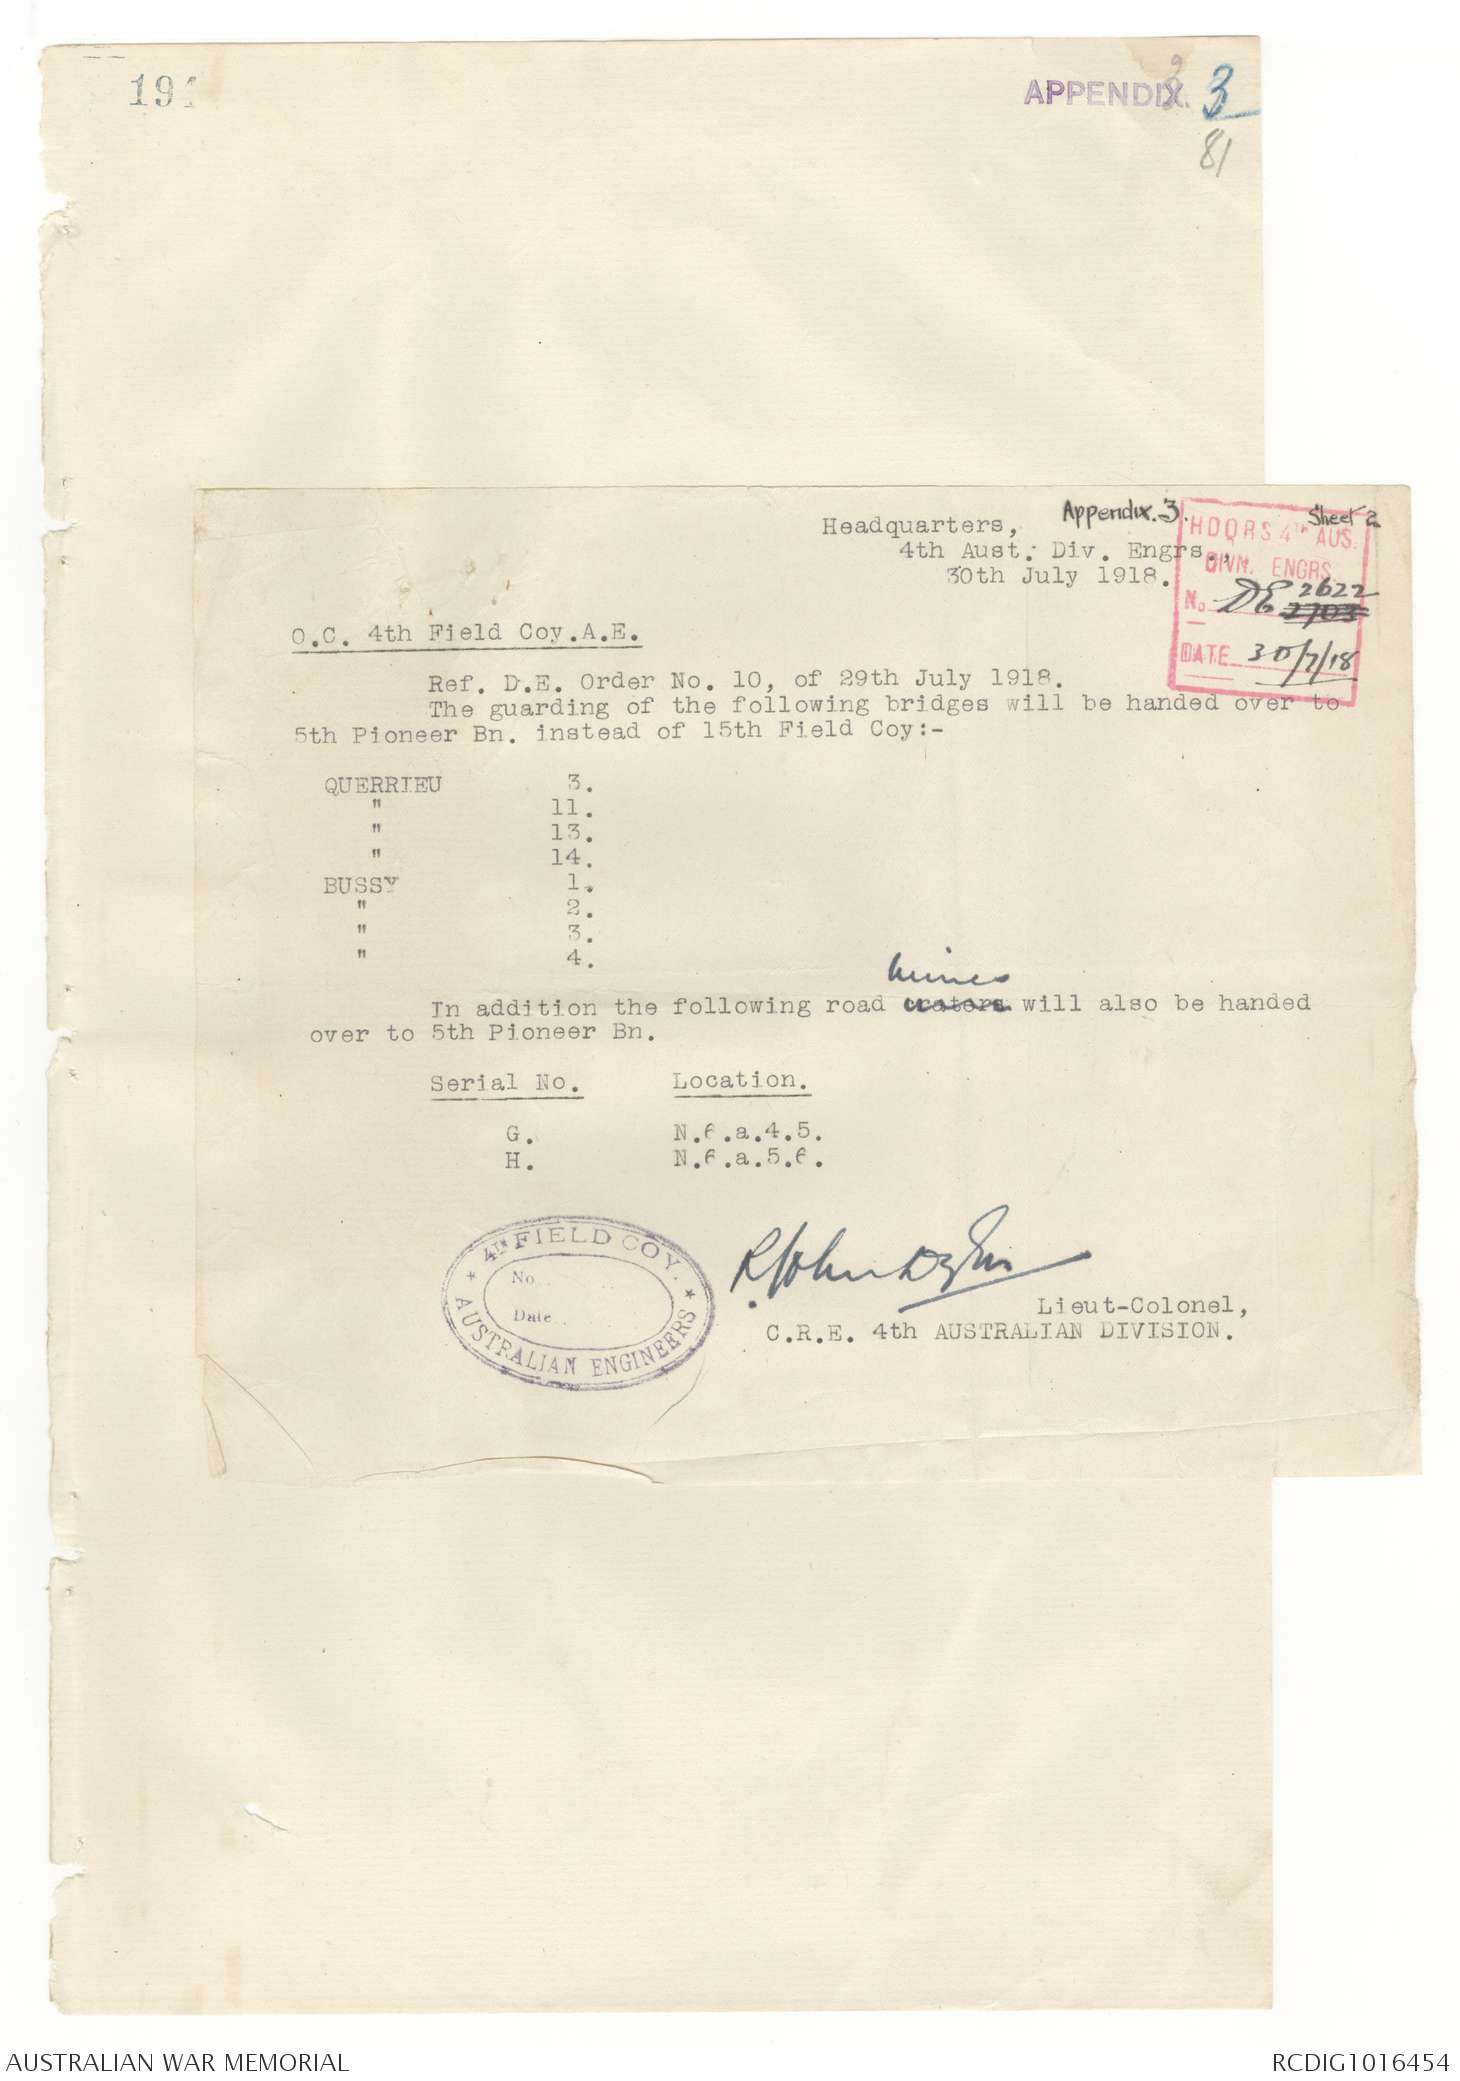 191
APPENDIX. 3
81
Appendix. 3. Sheet 2
Headquarters,
4th Aust. Div. Engrs.,
30th July 1918.
HDQRS 4TH AUS.
DIVN. ENGRS
No DE 2622
2703
DATE 30/7/18
O.C. 4th Field Coy.A.E.
Ref. D.E. Order No. 10, of 29th July 1918.
The guarding of the following bridges will be handed over to
5th Pioneer Bn. instead of 15th Field Coy:-
QUERRIEU 3.
" 11.
" 13.
" 14.
BUSSY 1.
" 2.
" 3.
" 4.
mines
In addition the following road craters will also be handed
over to 5th Pioneer Bn.
Serial No. Location.
G. N.6.a.4.5.
H. N.6.a.5.6.
4TH FIELD COY.
No.
Date
AUSTRALIAN ENGINEERS
Lieut-Colonel,
C.R.E. 4th AUSTRALIAN DIVISION.
AUSTRALIAN WAR MEMORIAL
RCDIG1016454